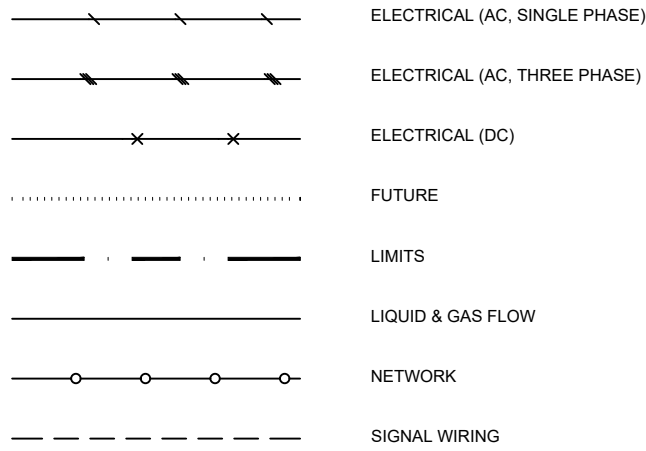 ELECTRICAL (AC, SINGLE PHASE)
ELECTRICAL (AC, THREE PHASE)
ELECTRICAL (DC)
FUTURE
LIMITS
LIQUID & GAS FLOW
NETWORK
SIGNAL WIRING